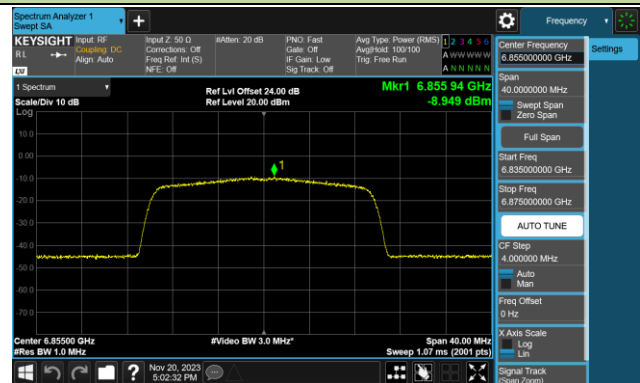 Spectrum Analyzer 1
Swept SA
Frequency
KEYSIGHT
Input: RF
Input Z: 50 Ω
#Atten: 20 dB
PNO: Fast
Avg Type: Power (RMS)
1 2 3 4 5 6
RL
Coupling: DC
Corrections: Off
Gate: Off
Avg|Hold: 100/100
A W W W W W
Align: Auto
Freq Ref: Int (S)
IF Gain: Low
Trig: Free Run
NFE: Off
Sig Track: Off
A N N N N N
LXI
1 Spectrum
Ref Lvl Offset 24.00 dB
Mkr1 6.855 94 GHz
Scale/Div 10 dB
Ref Level 20.00 dBm
-8.949 dBm
Log
10.0
0.00
-10.0
-20.0
-30.0
-40.0
-50.0
-60.0
-70.0
1
Center 6.85500 GHz
#Video BW 3.0 MHz*
Span 40.00 MHz
#Res BW 1.0 MHz
Sweep 1.07 ms (2001 pts)
Nov 20, 2023
5:02:32 PM
?
Center Frequency
6.855000000 GHz
Settings
Span
40.0000000 MHz
Swept Span
Zero Span
Full Span
Start Freq
6.835000000 GHz
Stop Freq
6.875000000 GHz
AUTO TUNE
CF Step
4.000000 MHz
Auto
Man
Freq Offset
0 Hz
X Axis Scale
Log
Lin
Signal Track
(Span Zoom)